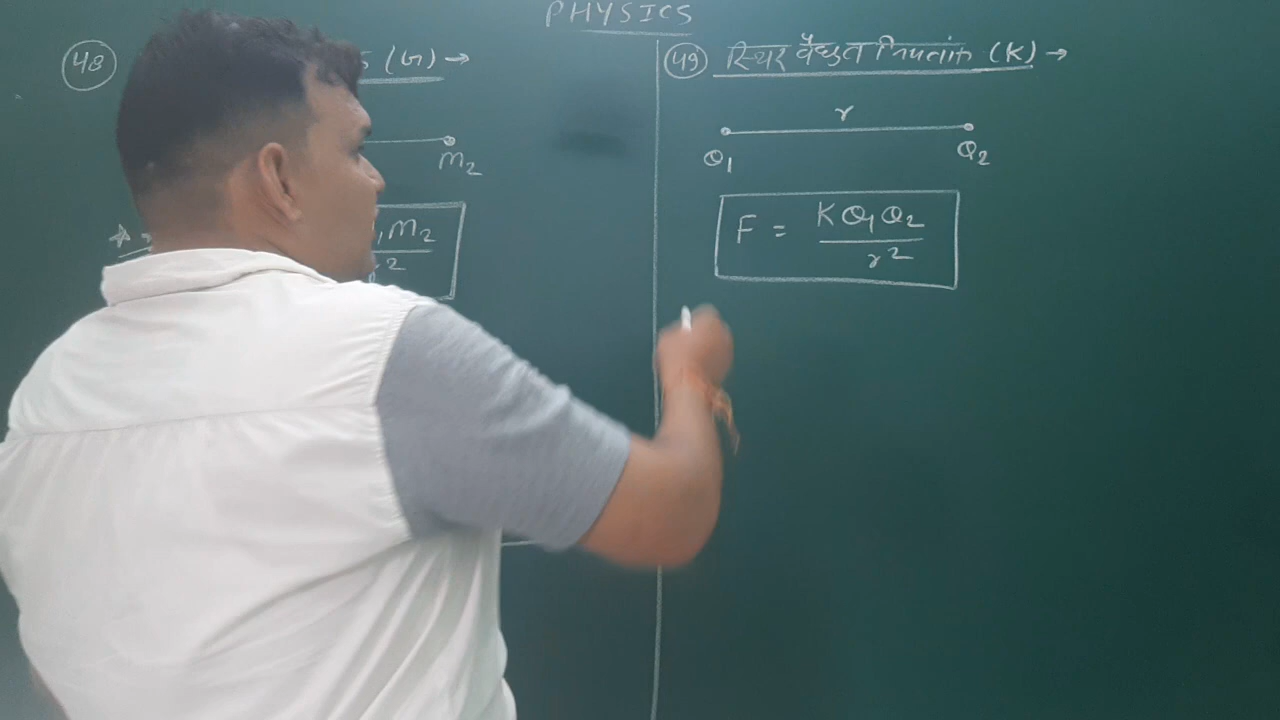 PHYSICS
48 (G) →
m₂
m₂
²
49 स्थिर वैद्युत नियतांक (K) →
r
Q₁ Q₂
F = KQ₁Q₂
r²